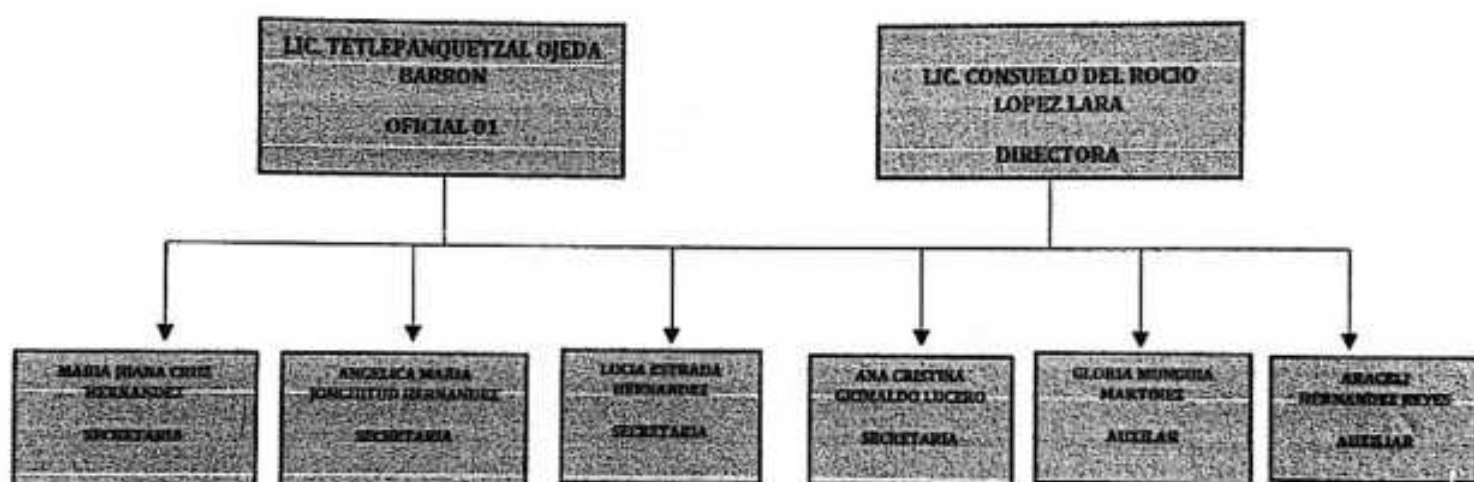 LIC. TETLEPANQUETZAL OJEDA
BARRON
OFICIAL 01
LIC. CONSUELO DEL ROCIO
LOPEZ LARA
DIRECTORA
MARIA JUANA CRUZ
HERNANDEZ
SECRETARIA
ANGELICA MARIA
JONGUITUD HERNANDEZ
SECRETARIA
LUCIA ESTRADA
HERNANDEZ
SECRETARIA
ANA CRISTINA
GRIMALDO LUCERO
SECRETARIA
GLORIA MUNGUIA
MARTINEZ
AUXILAR
ARACELI
HERNANDEZ REYES
AUXILIAR